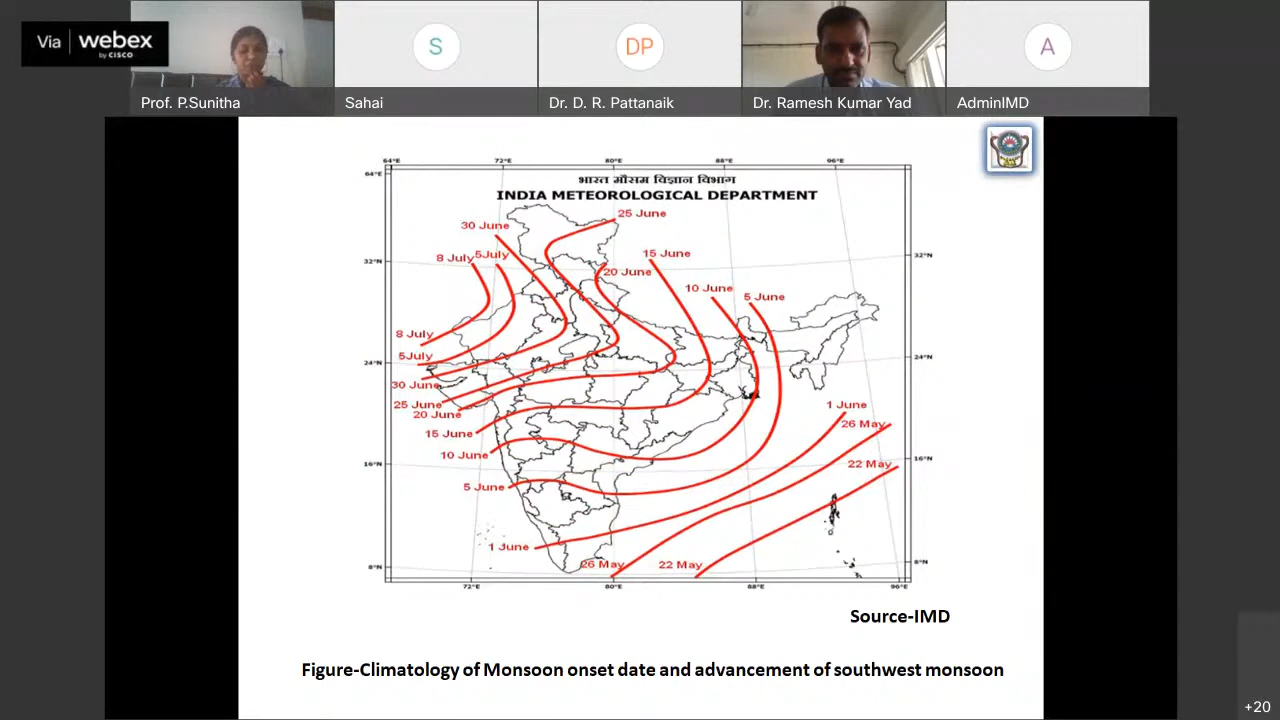 Via webex
by CISCO
Prof. P.Sunitha
S
Sahai
DP
Dr. D. R. Pattanaik
Dr. Ramesh Kumar Yad
A
AdminIMD
64°E 72°E 80°E 88°E 96°E
64°E
भारत मौसम विज्ञान विभाग
INDIA METEOROLOGICAL DEPARTMENT
25 June
30 June
15 June
8 July 5July
32°N 32°N
20 June
10 June
5 June
8 July
5July
24°N 24°N
30 June
25 June
20 June
1 June
26 May
15 June
10 June
16°N 16°N
22 May
5 June
1 June
26 May 22 May
8°N 8°N
72°E 80°E 88°E 96°E
Source-IMD
Figure-Climatology of Monsoon onset date and advancement of southwest monsoon
+20